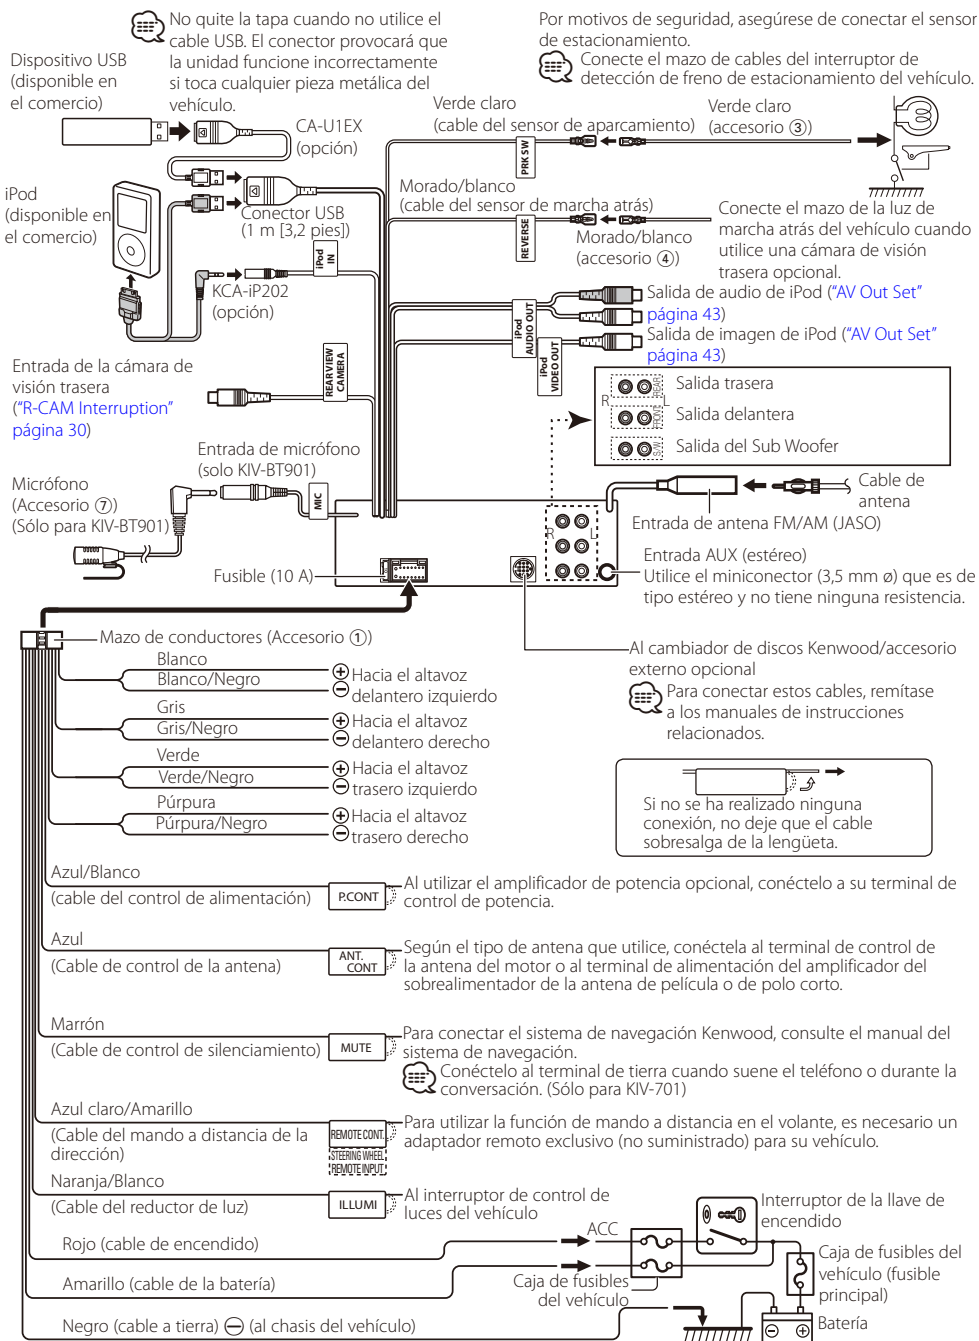 No quite la tapa cuando no utilice el
cable USB. El conector provocará que
la unidad funcione incorrectamente
si toca cualquier pieza metálica del
vehículo.
Por motivos de seguridad, asegúrese de conectar el sensor
de estacionamiento.
Conecte el mazo de cables del interruptor de
detección de freno de estacionamiento del vehículo.
Dispositivo USB
(disponible en
el comercio)
CA-U1EX
(opción)
Verde claro
(cable del sensor de aparcamiento)
PRK SW
Verde claro
(accesorio ③)
iPod
(disponible en
el comercio)
Conector USB
(1 m [3,2 pies])
Morado/blanco
(cable del sensor de marcha atrás)
REVERSE
Morado/blanco
(accesorio ④)
Conecte el mazo de la luz de
marcha atrás del vehículo cuando
utilice una cámara de visión
trasera opcional.
iPod
IN
KCA-iP202
(opción)
iPod
AUDIO OUT
Salida de audio de iPod ("AV Out Set"
página 43)
iPod
VIDEO OUT
Salida de imagen de iPod ("AV Out Set"
página 43)
Entrada de la cámara de
visión trasera
("R-CAM Interruption"
página 30)
REAR VIEW
CAMERA
R
L
REAR
Salida trasera
FRONT
Salida delantera
S.W
Salida del Sub Woofer
Entrada de micrófono
(solo KIV-BT901)
MIC
Micrófono
(Accesorio ⑦)
(Sólo para KIV-BT901)
Cable de
antena
Entrada de antena FM/AM (JASO)
R
L
Fusible (10 A)
Entrada AUX (estéreo)
Utilice el miniconector (3,5 mm ø) que es de
tipo estéreo y no tiene ninguna resistencia.
Mazo de conductores (Accesorio ①)
Al cambiador de discos Kenwood/accesorio
externo opcional
Para conectar estos cables, remítase
a los manuales de instrucciones
relacionados.
Blanco
Blanco/Negro
⊕ Hacia el altavoz
⊖ delantero izquierdo
Gris
Gris/Negro
⊕ Hacia el altavoz
⊖ delantero derecho
Verde
Verde/Negro
⊕ Hacia el altavoz
⊖ trasero izquierdo
Púrpura
Púrpura/Negro
⊕ Hacia el altavoz
⊖ trasero derecho
Si no se ha realizado ninguna
conexión, no deje que el cable
sobresalga de la lengüeta.
Azul/Blanco
(cable del control de alimentación)
P.CONT
Al utilizar el amplificador de potencia opcional, conéctelo a su terminal de
control de potencia.
Azul
(Cable de control de la antena)
ANT.
CONT
Según el tipo de antena que utilice, conéctela al terminal de control de
la antena del motor o al terminal de alimentación del amplificador del
sobrealimentador de la antena de película o de polo corto.
Marrón
(Cable de control de silenciamiento)
MUTE
Para conectar el sistema de navegación Kenwood, consulte el manual del
sistema de navegación.
Conéctelo al terminal de tierra cuando suene el teléfono o durante la
conversación. (Sólo para KIV-701)
Azul claro/Amarillo
(Cable del mando a distancia de la
dirección)
REMOTE CONT.
STEERING WHEEL
REMOTE INPUT
Para utilizar la función de mando a distancia en el volante, es necesario un
adaptador remoto exclusivo (no suministrado) para su vehículo.
Naranja/Blanco
(Cable del reductor de luz)
ILLUMI
Al interruptor de control de
luces del vehículo
Interruptor de la llave de
encendido
Rojo (cable de encendido)
ACC
Amarillo (cable de la batería)
Caja de fusibles
del vehículo
Caja de fusibles del
vehículo (fusible
principal)
Negro (cable a tierra) ⊖ (al chasis del vehículo)
⊖ ⊕
Batería